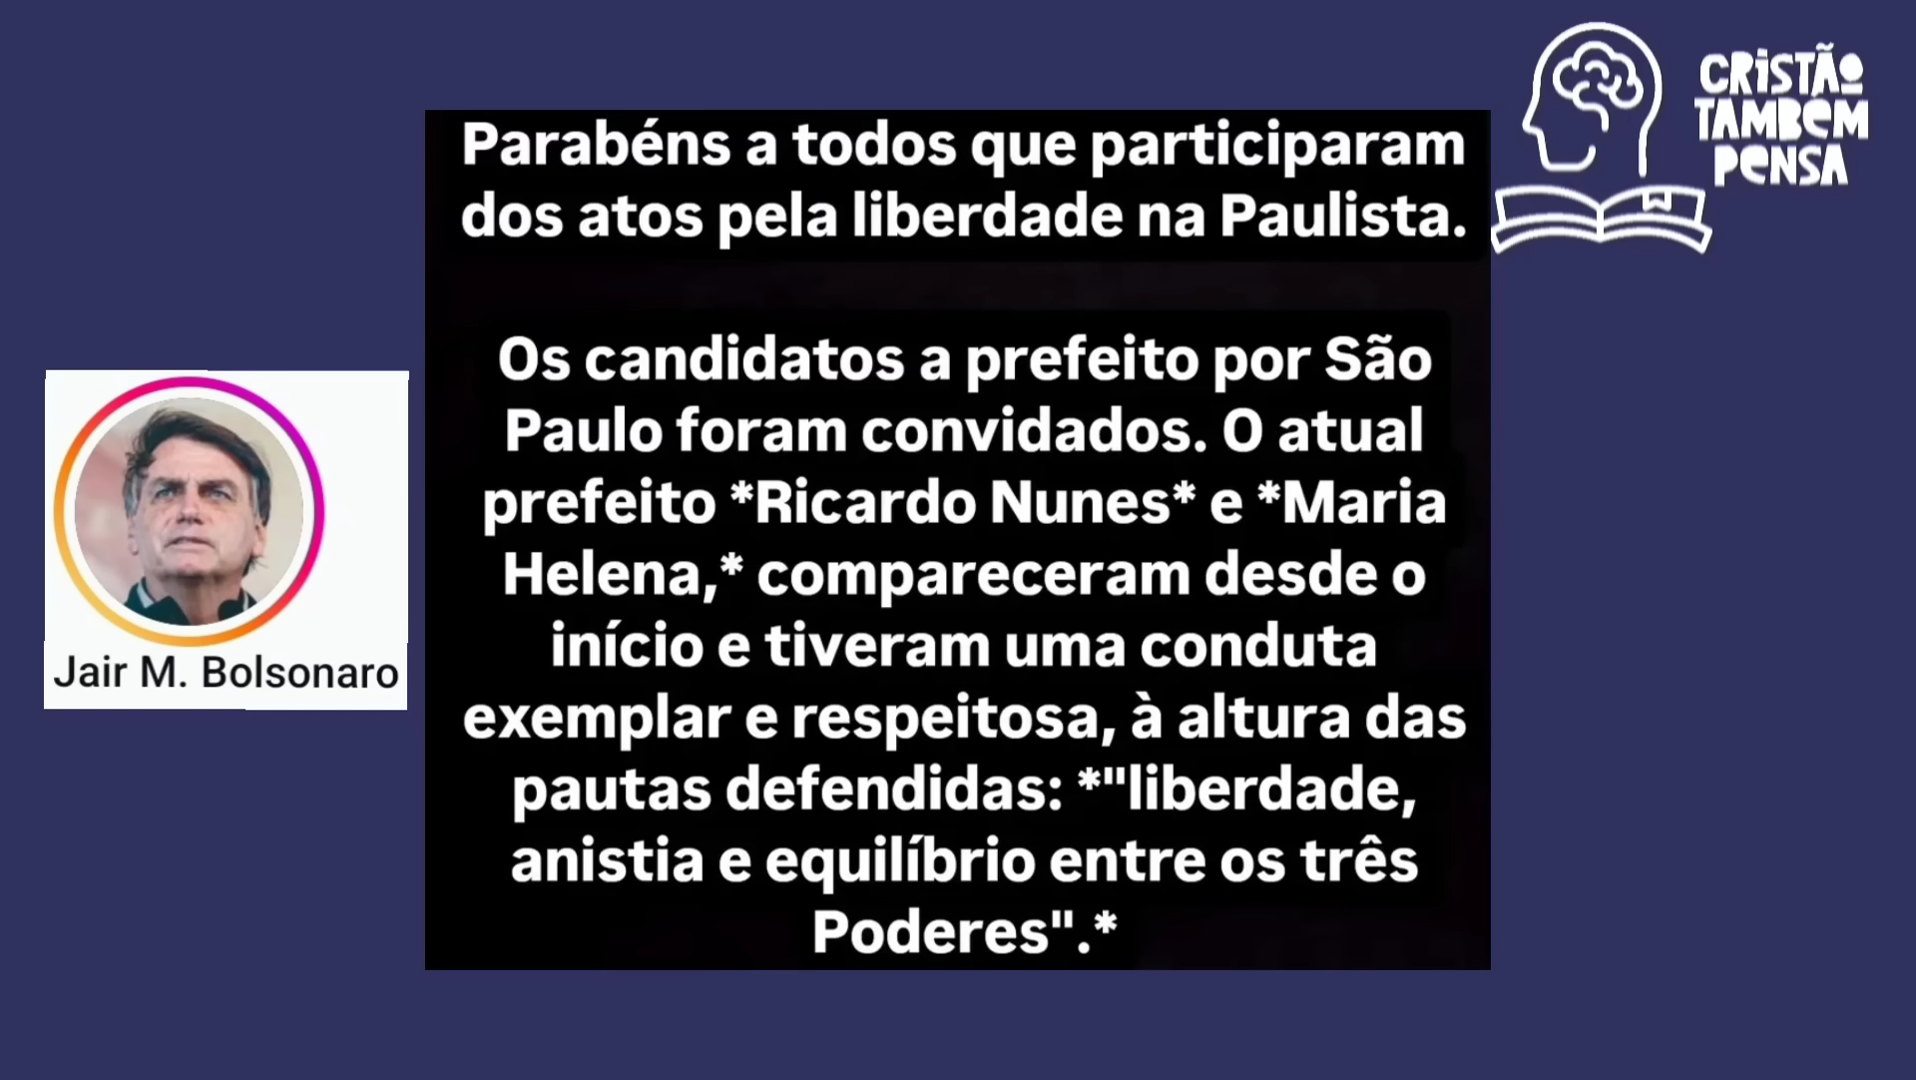 CRISTÃO
TAMBÉM
PENSA
Parabéns a todos que participaram
dos atos pela liberdade na Paulista.
Os candidatos a prefeito por São
Paulo foram convidados. O atual
prefeito *Ricardo Nunes* e *Maria
Helena,* compareceram desde o
início e tiveram uma conduta
exemplar e respeitosa, à altura das
pautas defendidas: *"liberdade,
anistia e equilíbrio entre os três
Poderes".*
Jair M. Bolsonaro